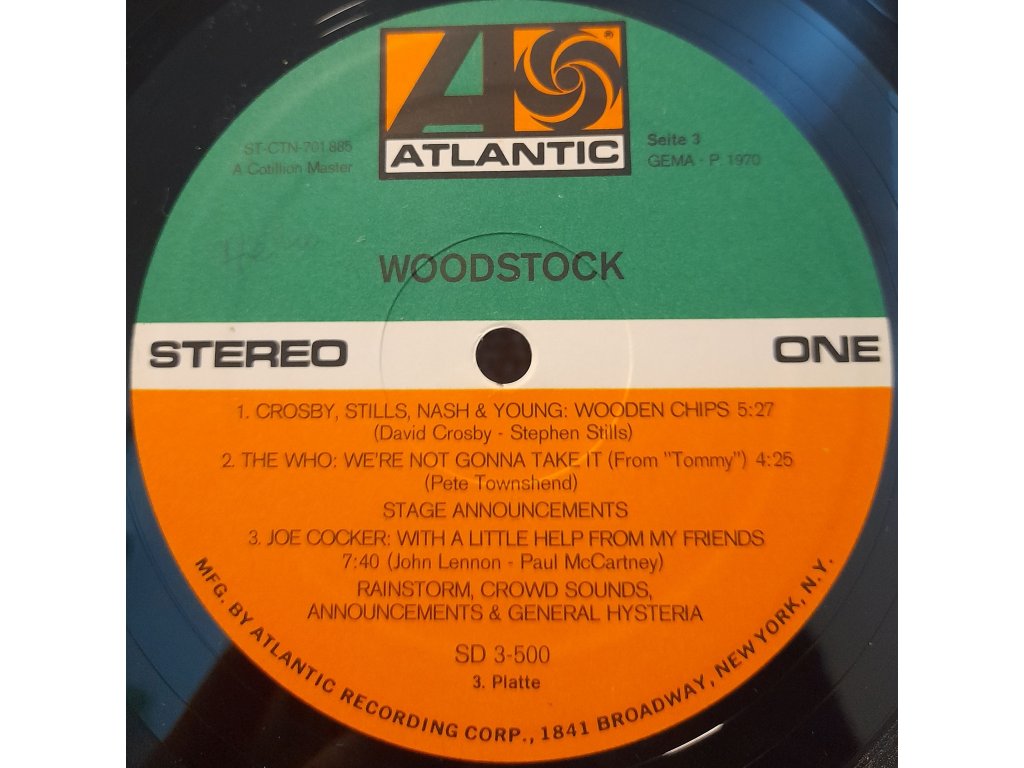 ATLANTIC
ST-CTN-701 885
A Cotillion Master
Seite 3
GEMA · P 1970
WOODSTOCK
STEREO
ONE
1. CROSBY, STILLS, NASH & YOUNG: WOODEN CHIPS 5:27
(David Crosby - Stephen Stills)
2. THE WHO: WE'RE NOT GONNA TAKE IT (From "Tommy") 4:25
(Pete Townshend)
STAGE ANNOUNCEMENTS
3. JOE COCKER: WITH A LITTLE HELP FROM MY FRIENDS
7:40 (John Lennon - Paul McCartney)
RAINSTORM, CROWD SOUNDS,
ANNOUNCEMENTS & GENERAL HYSTERIA
SD 3-500
3. Platte
MFG. BY ATLANTIC RECORDING CORP., 1841 BROADWAY, NEW YORK, N.Y.